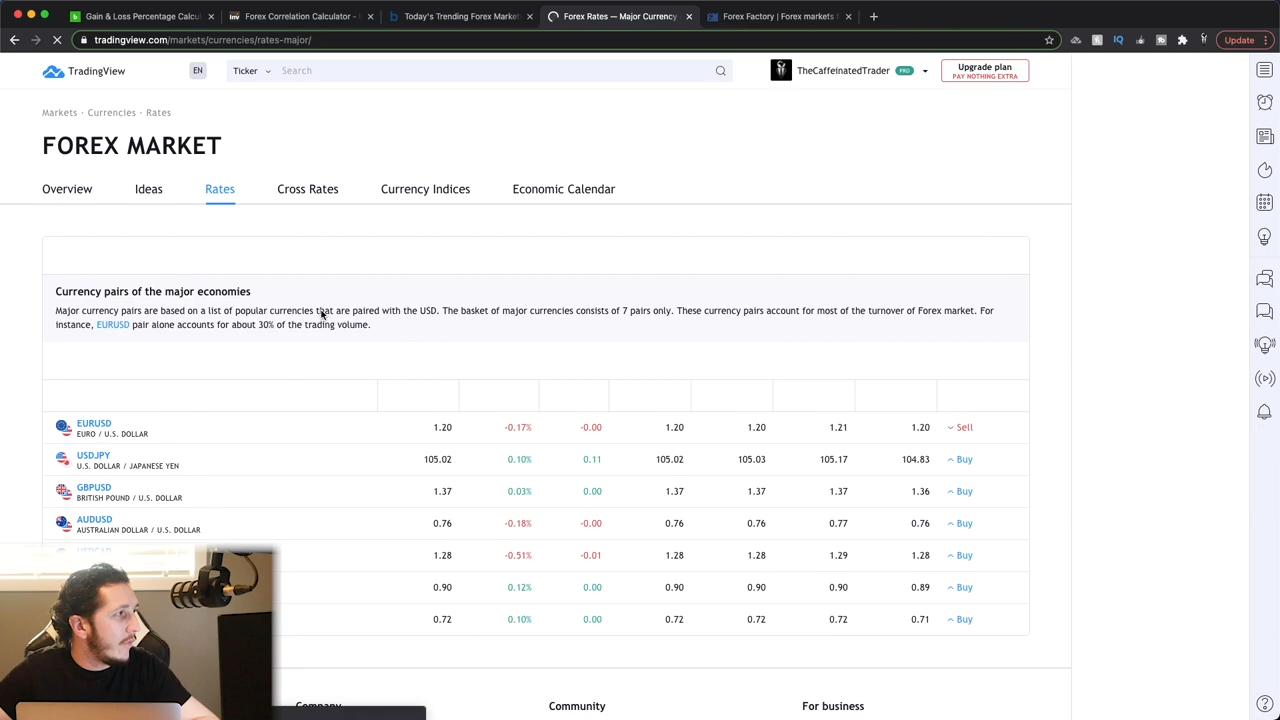 Gain & Loss Percentage Calcul
Forex Correlation Calculator -
Today's Trending Forex Market
Forex Rates — Major Currency
Forex Factory | Forex markets f
tradingview.com/markets/currencies/rates-major/
Update
TradingView
EN
Ticker
Search
TheCaffeinatedTrader
PRO
Upgrade plan
PAY NOTHING EXTRA
Markets · Currencies · Rates
FOREX MARKET
Overview Ideas Rates Cross Rates Currency Indices Economic Calendar
Currency pairs of the major economies
Major currency pairs are based on a list of popular currencies that are paired with the USD. The basket of major currencies consists of 7 pairs only. These currency pairs account for most of the turnover of Forex market. For
instance, EURUSD pair alone accounts for about 30% of the trading volume.
EURUSD 1.20 -0.17% -0.00 1.20 1.20 1.21 1.20 Sell
EURO / U.S. DOLLAR
USDJPY 105.02 0.10% 0.11 105.02 105.03 105.17 104.83 Buy
U.S. DOLLAR / JAPANESE YEN
GBPUSD 1.37 0.03% 0.00 1.37 1.37 1.37 1.36 Buy
BRITISH POUND / U.S. DOLLAR
AUDUSD 0.76 -0.18% -0.00 0.76 0.76 0.77 0.76 Buy
AUSTRALIAN DOLLAR / U.S. DOLLAR
1.28 -0.51% -0.01 1.28 1.28 1.29 1.28 Buy
0.90 0.12% 0.00 0.90 0.90 0.90 0.89 Buy
0.72 0.10% 0.00 0.72 0.72 0.72 0.71 Buy
Company Community For business